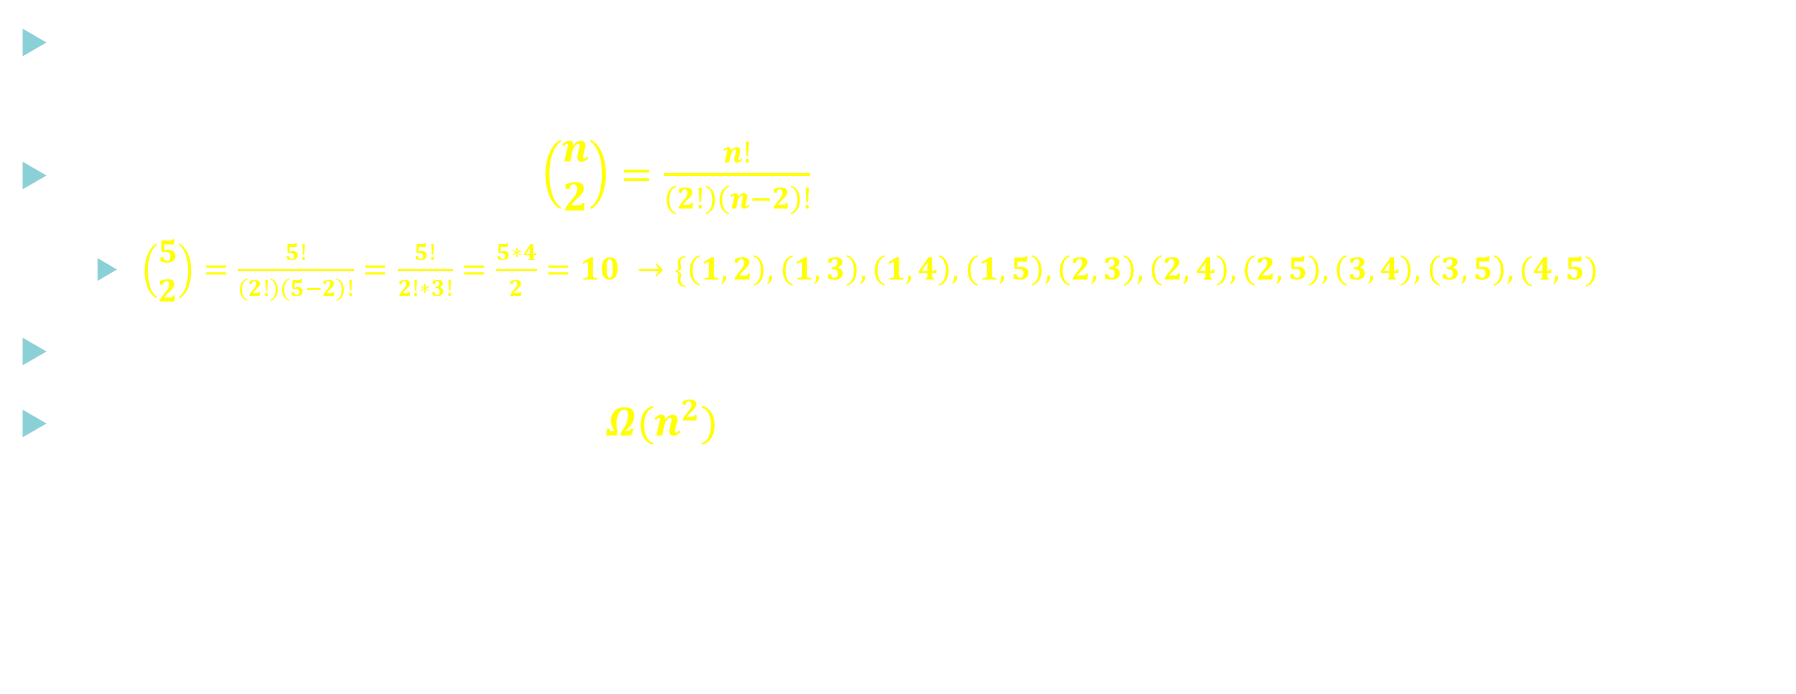 (n 2) = n! / (2!)(n−2)!
(5 2) = 5! / (2!)(5−2)! = 5! / 2!∗3! = 5∗4 / 2 = 10 → {(1, 2), (1, 3), (1, 4), (1, 5), (2, 3), (2, 4), (2, 5), (3, 4), (3, 5), (4, 5)
Ω(n²)